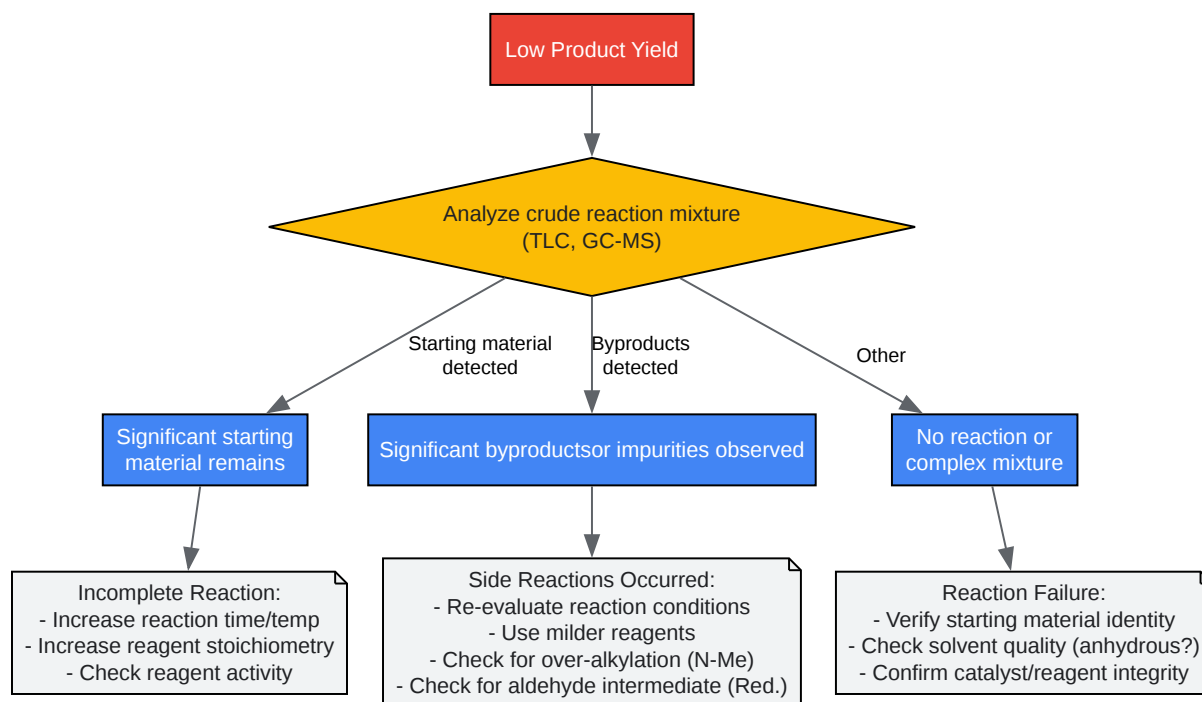 Low Product Yield
Analyze crude reaction mixture
(TLC, GC-MS)
Starting material
detected
Byproducts
detected
Other
Significant starting
material remains
Significant byproductsor impurities observed
No reaction or
complex mixture
Incomplete Reaction:
- Increase reaction time/temp
- Increase reagent stoichiometry
- Check reagent activity
Side Reactions Occurred:
- Re-evaluate reaction conditions
- Use milder reagents
- Check for over-alkylation (N-Me)
- Check for aldehyde intermediate (Red.)
Reaction Failure:
- Verify starting material identity
- Check solvent quality (anhydrous?)
- Confirm catalyst/reagent integrity